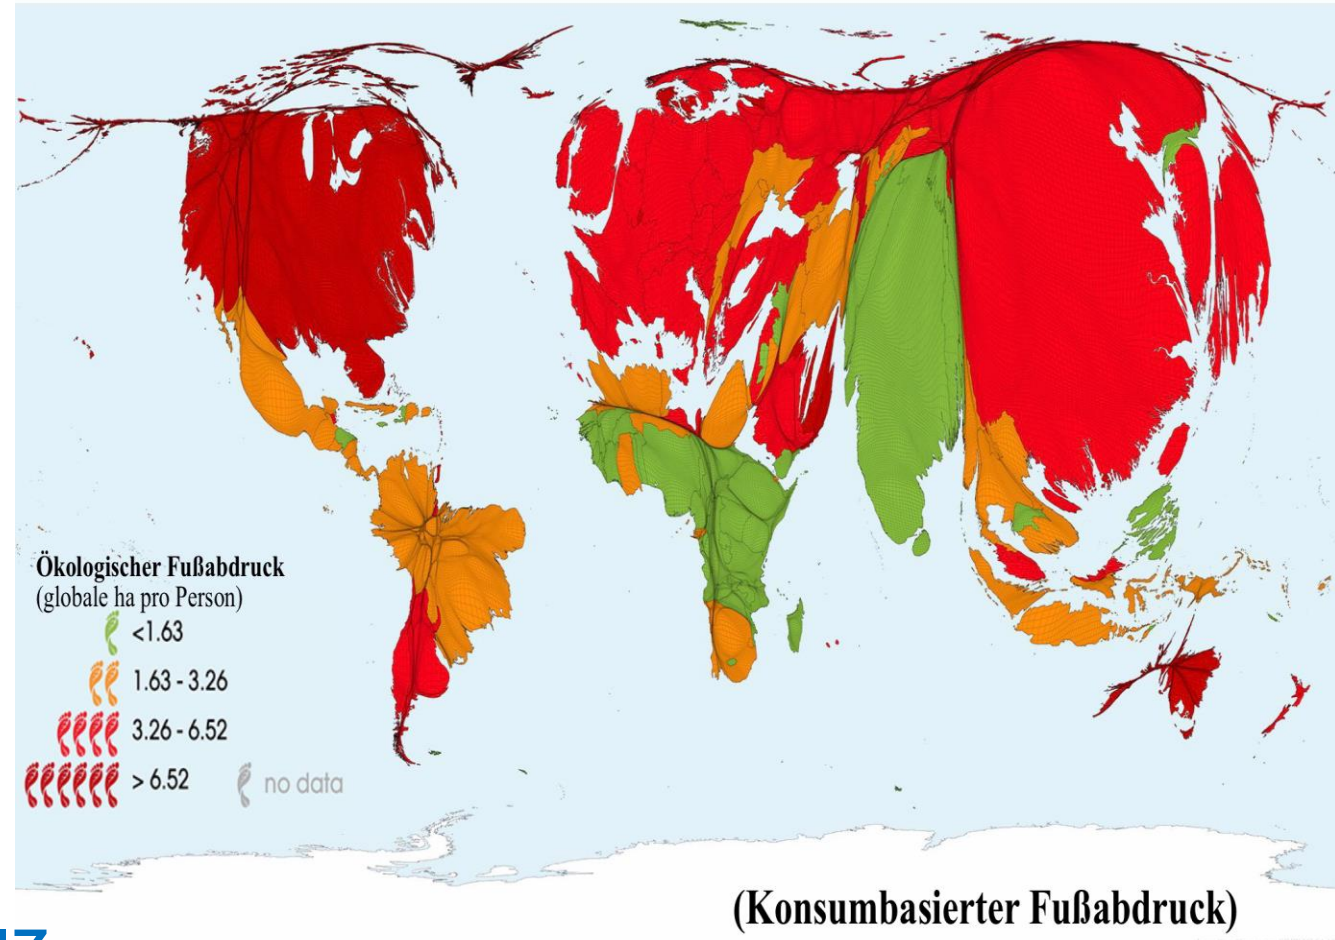 Ökologischer Fußabdruck
(globale ha pro Person)
<1.63
1.63 - 3.26
3.26 - 6.52
> 6.52
no data
(Konsumbasierter Fußabdruck)
17